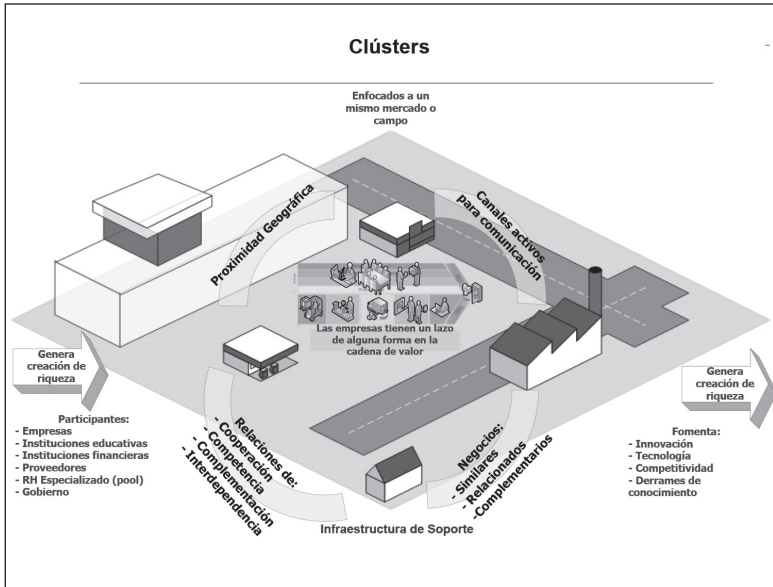 Clústers
Enfocados a un
mismo mercado o
campo
Proximidad Geográfica
Canales activos
para comunicación
Las empresas tienen un lazo
de alguna forma en la
cadena de valor
Genera
creación de
riqueza
Participantes:
- Empresas
- Instituciones educativas
- Instituciones financieras
- Proveedores
- RH Especializado (pool)
- Gobierno
Relaciones de:
- Cooperación
- Competencia
- Complementación
- Interdependencia
Negocios:
- Similares
- Relacionados
-Complementarios
Infraestructura de Soporte
Genera
creación de
riqueza
Fomenta:
- Innovación
- Tecnología
- Competitividad
- Derrames de
conocimiento